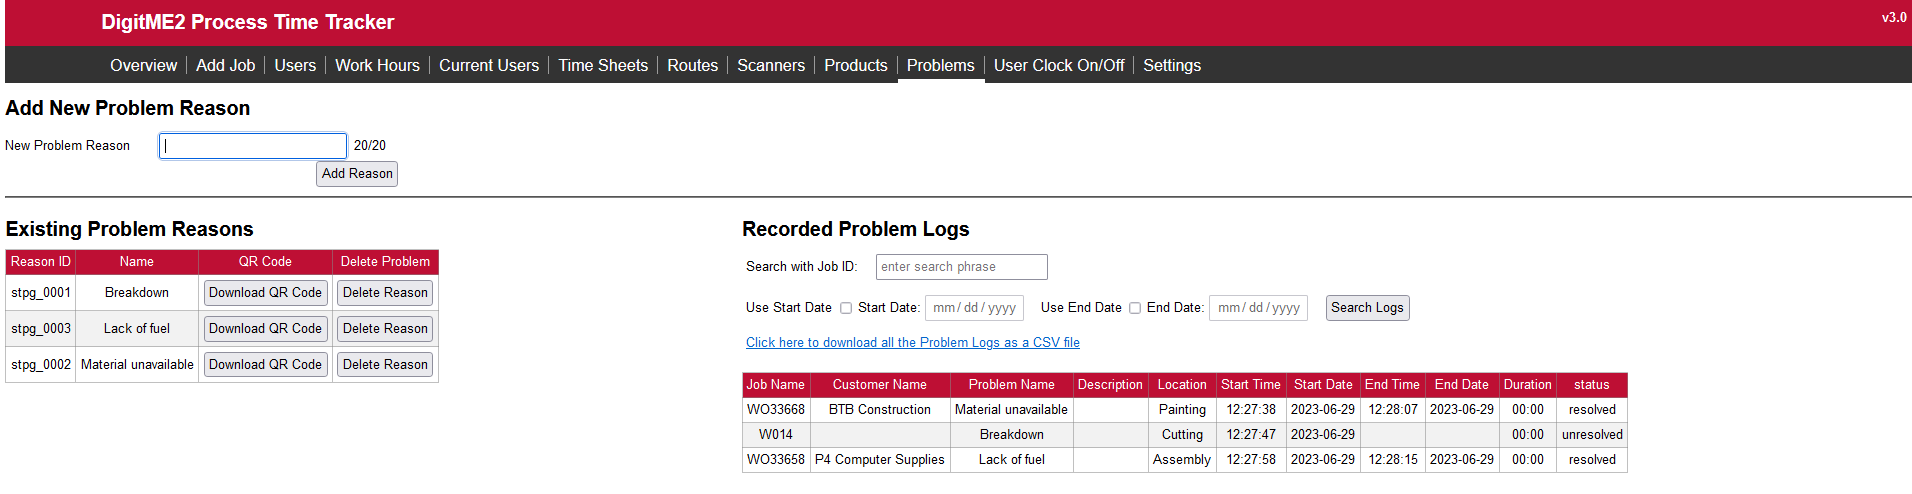 DigitME2 Process Time Tracker
v3.0
Overview Add Job Users Work Hours Current Users Time Sheets Routes Scanners Products Problems User Clock On/Off Settings
Add New Problem Reason
New Problem Reason 20/20
Add Reason
Existing Problem Reasons
Reason ID Name QR Code Delete Problem
stpg_0001 Breakdown Download QR Code Delete Reason
stpg_0003 Lack of fuel Download QR Code Delete Reason
stpg_0002 Material unavailable Download QR Code Delete Reason
Recorded Problem Logs
Search with Job ID: enter search phrase
Use Start Date Start Date: mm/dd/yyyy Use End Date End Date: mm/dd/yyyy Search Logs
Click here to download all the Problem Logs as a CSV file
Job Name Customer Name Problem Name Description Location Start Time Start Date End Time End Date Duration status
WO33668 BTB Construction Material unavailable Painting 12:27:38 2023-06-29 12:28:07 2023-06-29 00:00 resolved
W014 Breakdown Cutting 12:27:47 2023-06-29 00:00 unresolved
WO33658 P4 Computer Supplies Lack of fuel Assembly 12:27:58 2023-06-29 12:28:15 2023-06-29 00:00 resolved